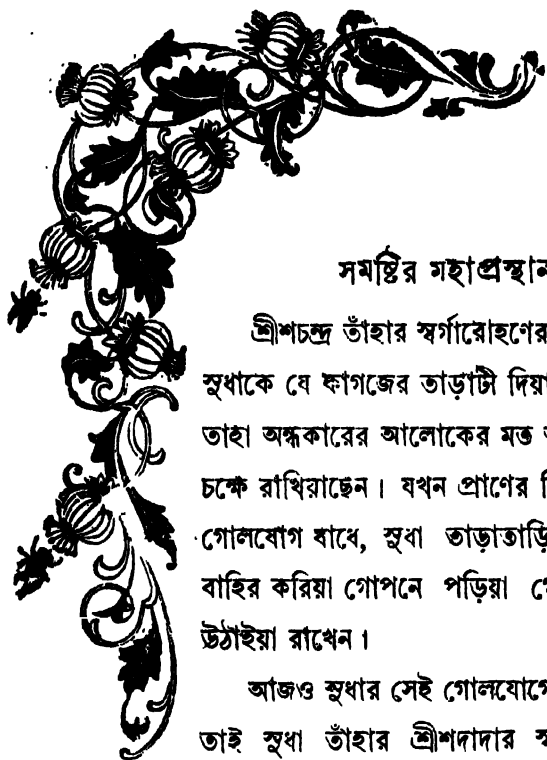 সমষ্টির মহাপ্রস্থান
শ্রীশচন্দ্র তাঁহার স্বর্গারোহণের
সুধাকে যে কাগজের তাড়াটী দিয়া
তাহা অন্ধকারের আলোকের মত
চক্ষে রাখিয়াছেন। যখন প্রাণের
গোলযোগ বাধে, সুধা তাড়াতাড়ি
বাহির করিয়া গোপনে পড়িয়া
উঠাইয়া রাখেন।
আজও সুধার সেই গোলযোগে
তাই সুধা তাঁহার শ্রীশদাদার